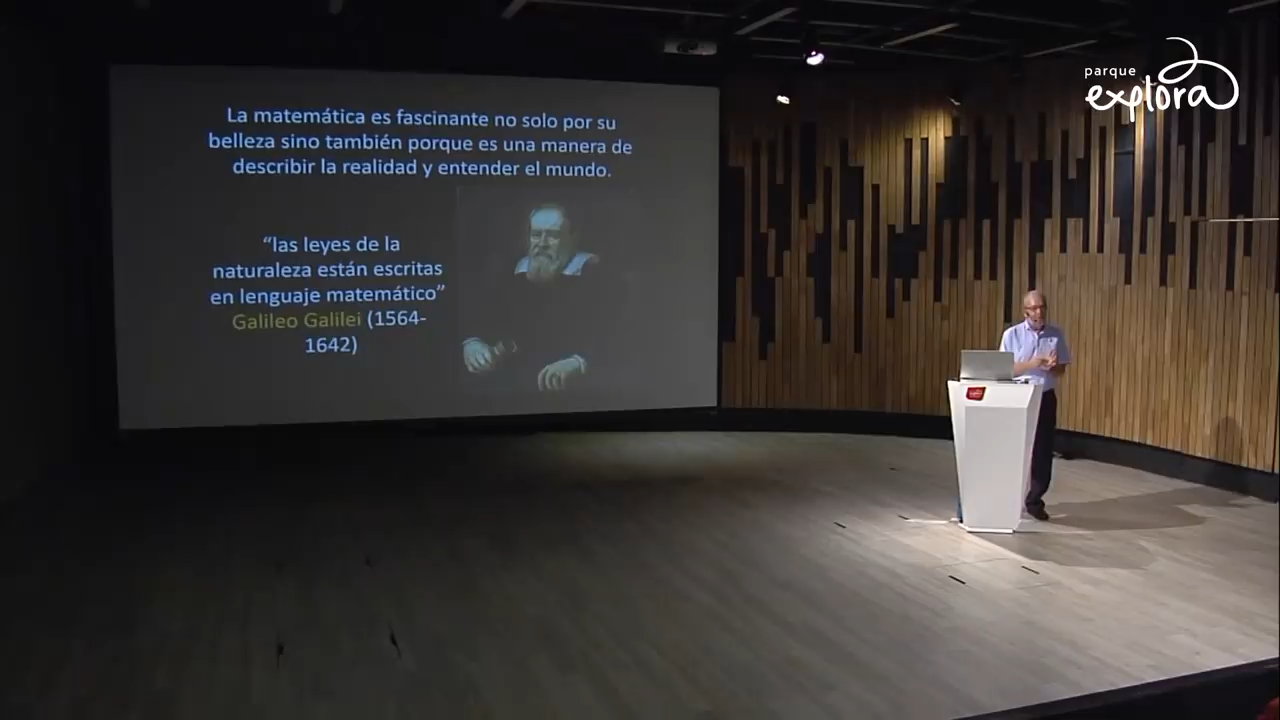 parque
explora
La matemática es fascinante no solo por su
belleza sino también porque es una manera de
describir la realidad y entender el mundo.
“las leyes de la
naturaleza están escritas
en lenguaje matemático”
Galileo Galilei (1564-
1642)